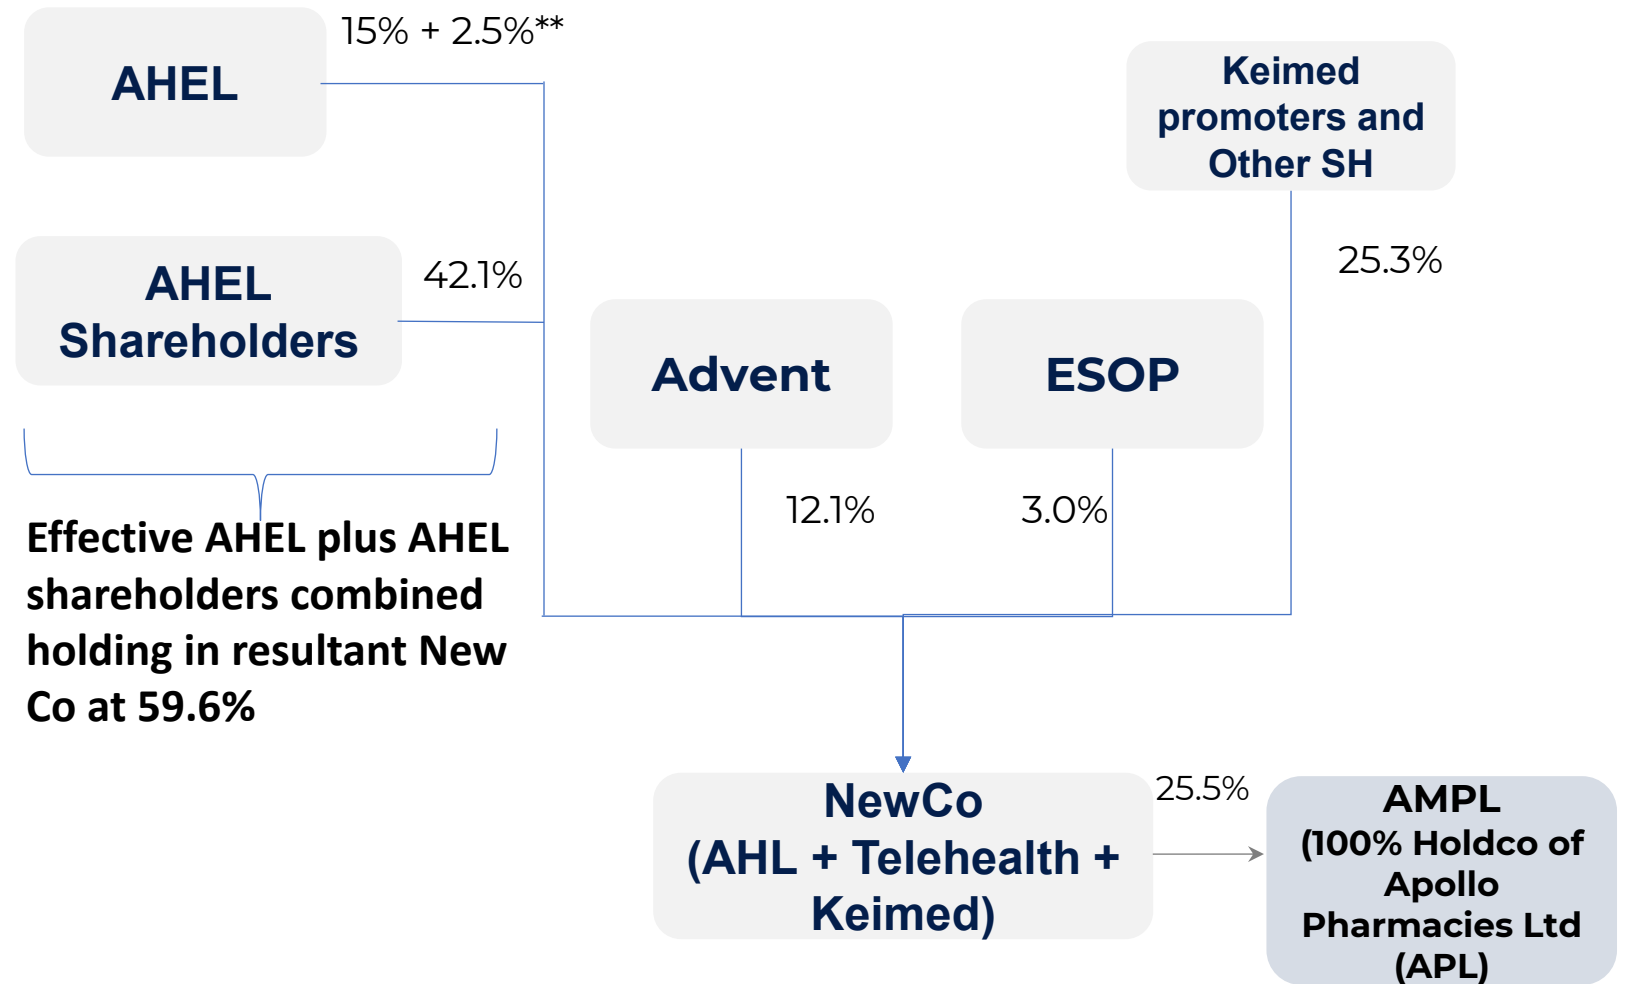 AHEL
15% + 2.5%**
Keimed
promoters and
Other SH
25.3%
AHEL
Shareholders
42.1%
Advent
ESOP
12.1%
3.0%
Effective AHEL plus AHEL
shareholders combined
holding in resultant New
Co at 59.6%
NewCo
(AHL + Telehealth +
Keimed)
25.5%
AMPL
(100% Holdco of
Apollo
Pharmacies Ltd
(APL)